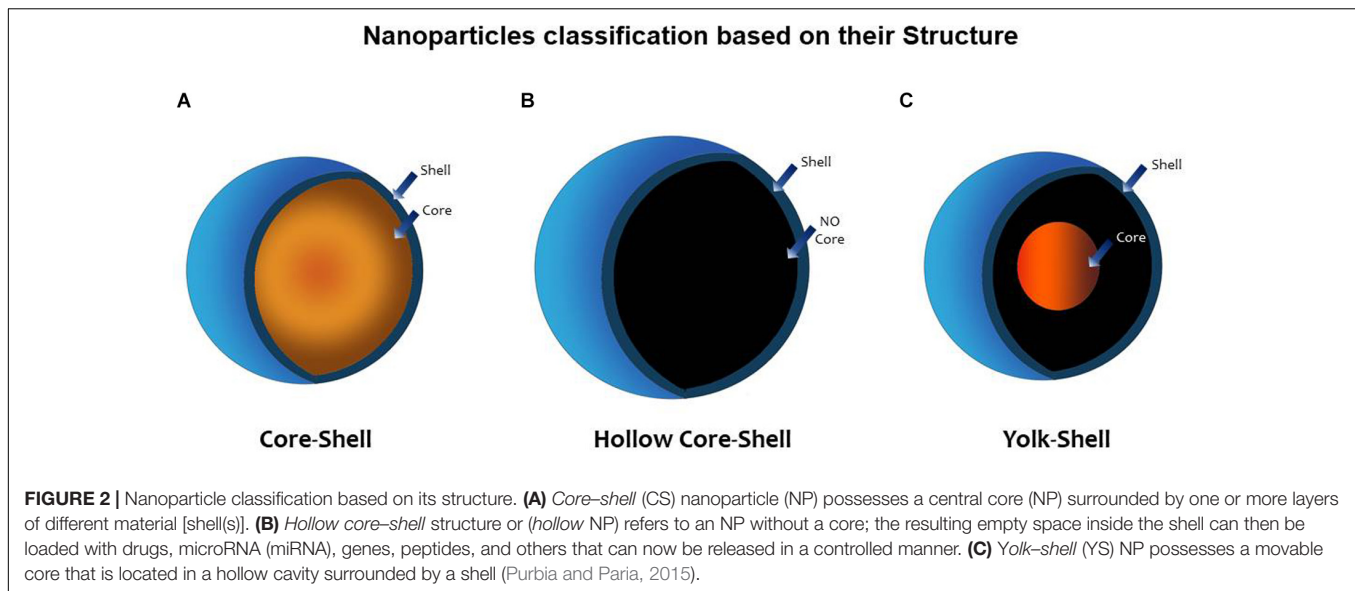 Nanoparticles classification based on their Structure
A
B
C
Shell
Core
Shell
NO
Core
Shell
Core
Core-Shell
Hollow Core-Shell
Yolk-Shell
FIGURE 2 | Nanoparticle classification based on its structure. (A) Core–shell (CS) nanoparticle (NP) possesses a central core (NP) surrounded by one or more layers
of different material [shell(s)]. (B) Hollow core–shell structure or (hollow NP) refers to an NP without a core; the resulting empty space inside the shell can then be
loaded with drugs, microRNA (miRNA), genes, peptides, and others that can now be released in a controlled manner. (C) Yolk–shell (YS) NP possesses a movable
core that is located in a hollow cavity surrounded by a shell (Purbia and Paria, 2015).